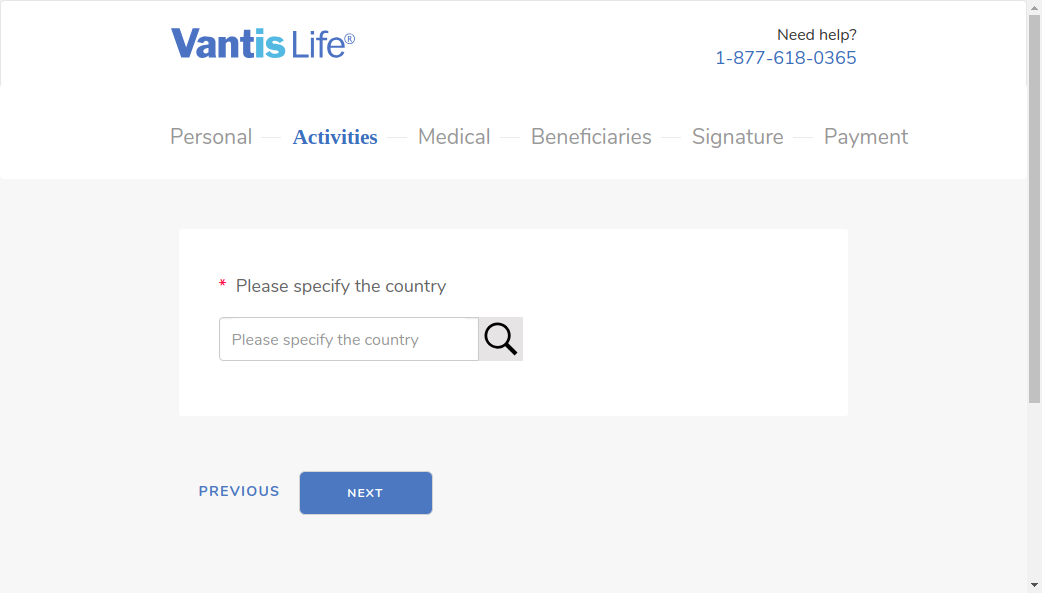 Vantis Life®
Need help?
1-877-618-0365
Personal Activities Medical Beneficiaries Signature Payment
* Please specify the country
Please specify the country
PREVIOUS NEXT